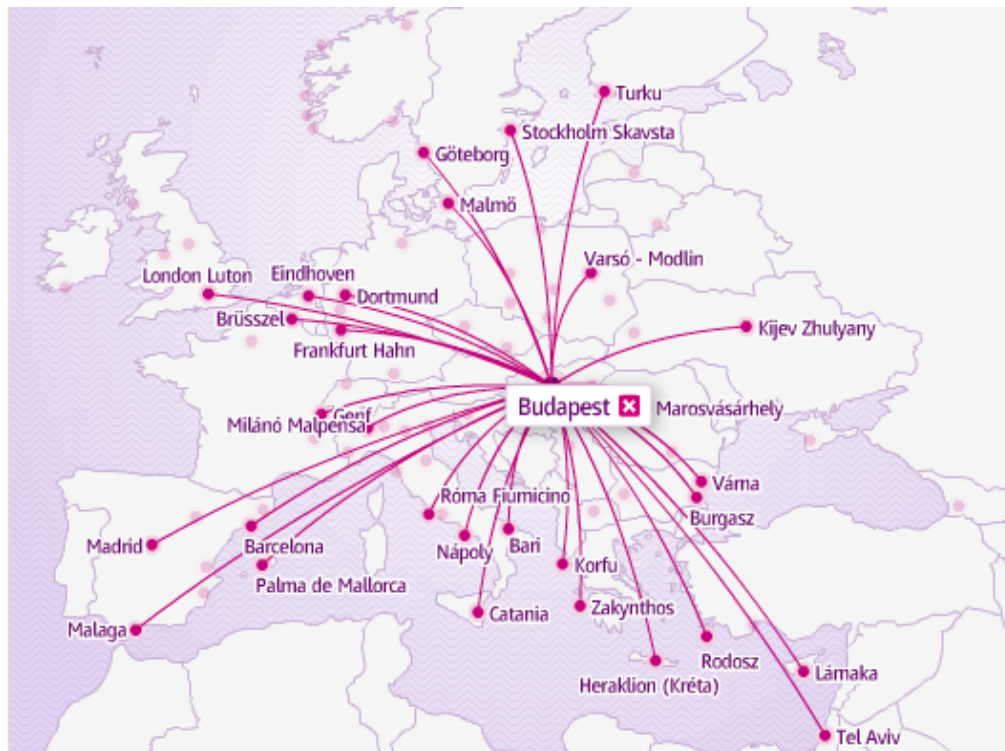 Turku
Stockholm Skavsta
Göteborg
Malmö
Varsó - Modlin
London Luton
Eindhoven
Dortmund
Brüsszel
Kijev Zhulyany
Frankfurt Hahn
Budapest
Marosvásárhely
Genf
Milánó Malpensa
Várna
Róma Fiumicino
Burgasz
Madrid
Barcelona
Nápoly
Bari
Korfu
Palma de Mallorca
Zakynthos
Catania
Malaga
Rodosz
Lárnaka
Heraklion (Kréta)
Tel Aviv